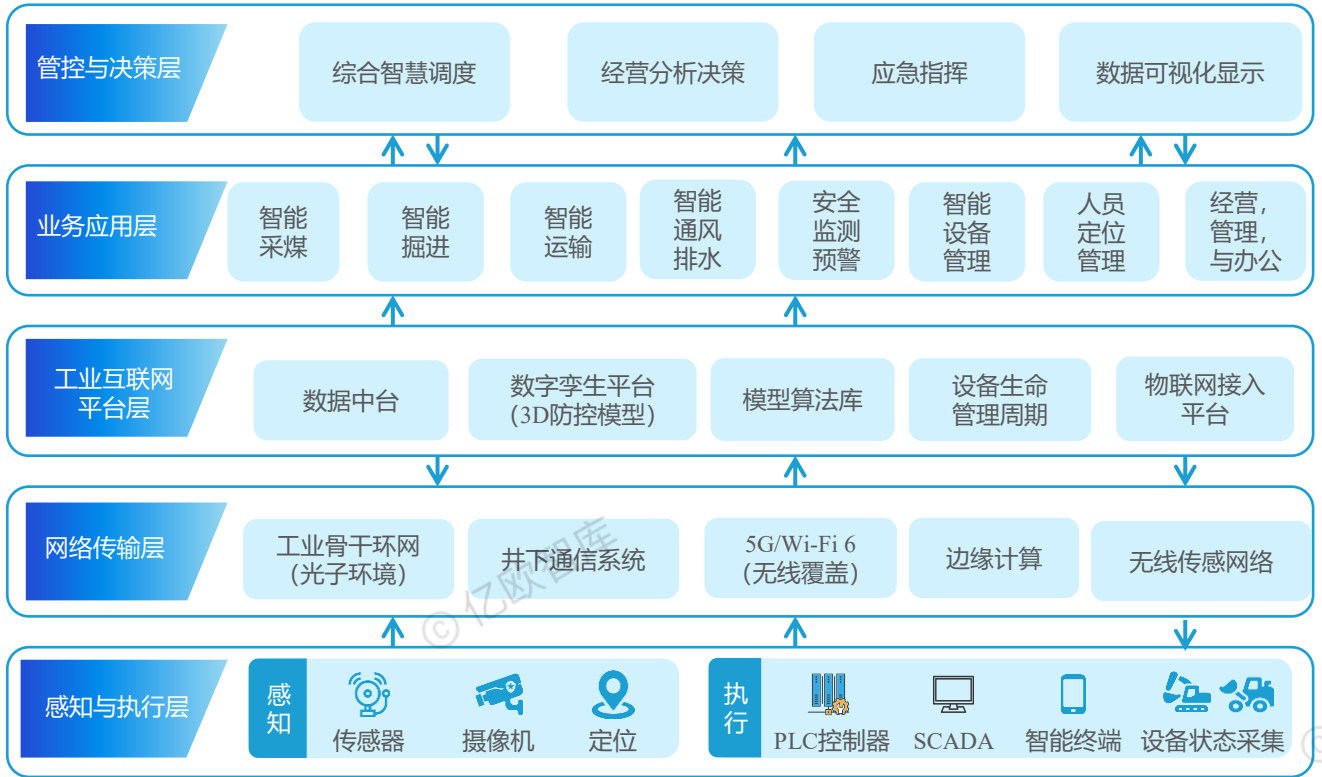 管控与决策层
综合智慧调度
经营分析决策
应急指挥
数据可视化显示
业务应用层
智能
采煤
智能
掘进
智能
运输
智能
通风
排水
安全
监测
预警
智能
设备
管理
人员
定位
管理
经营，
管理，
与办公
工业互联网
平台层
数据中台
数字孪生平台
（3D防控模型）
模型算法库
设备生命
管理周期
物联网接入
平台
网络传输层
工业骨干环网
（光子环境）
井下通信系统
5G/Wi-Fi 6
（无线覆盖）
边缘计算
无线传感网络
© 亿欧智库
感知与执行层
感
知
传感器
摄像机
定位
执
行
PLC控制器
SCADA
智能终端
设备状态采集